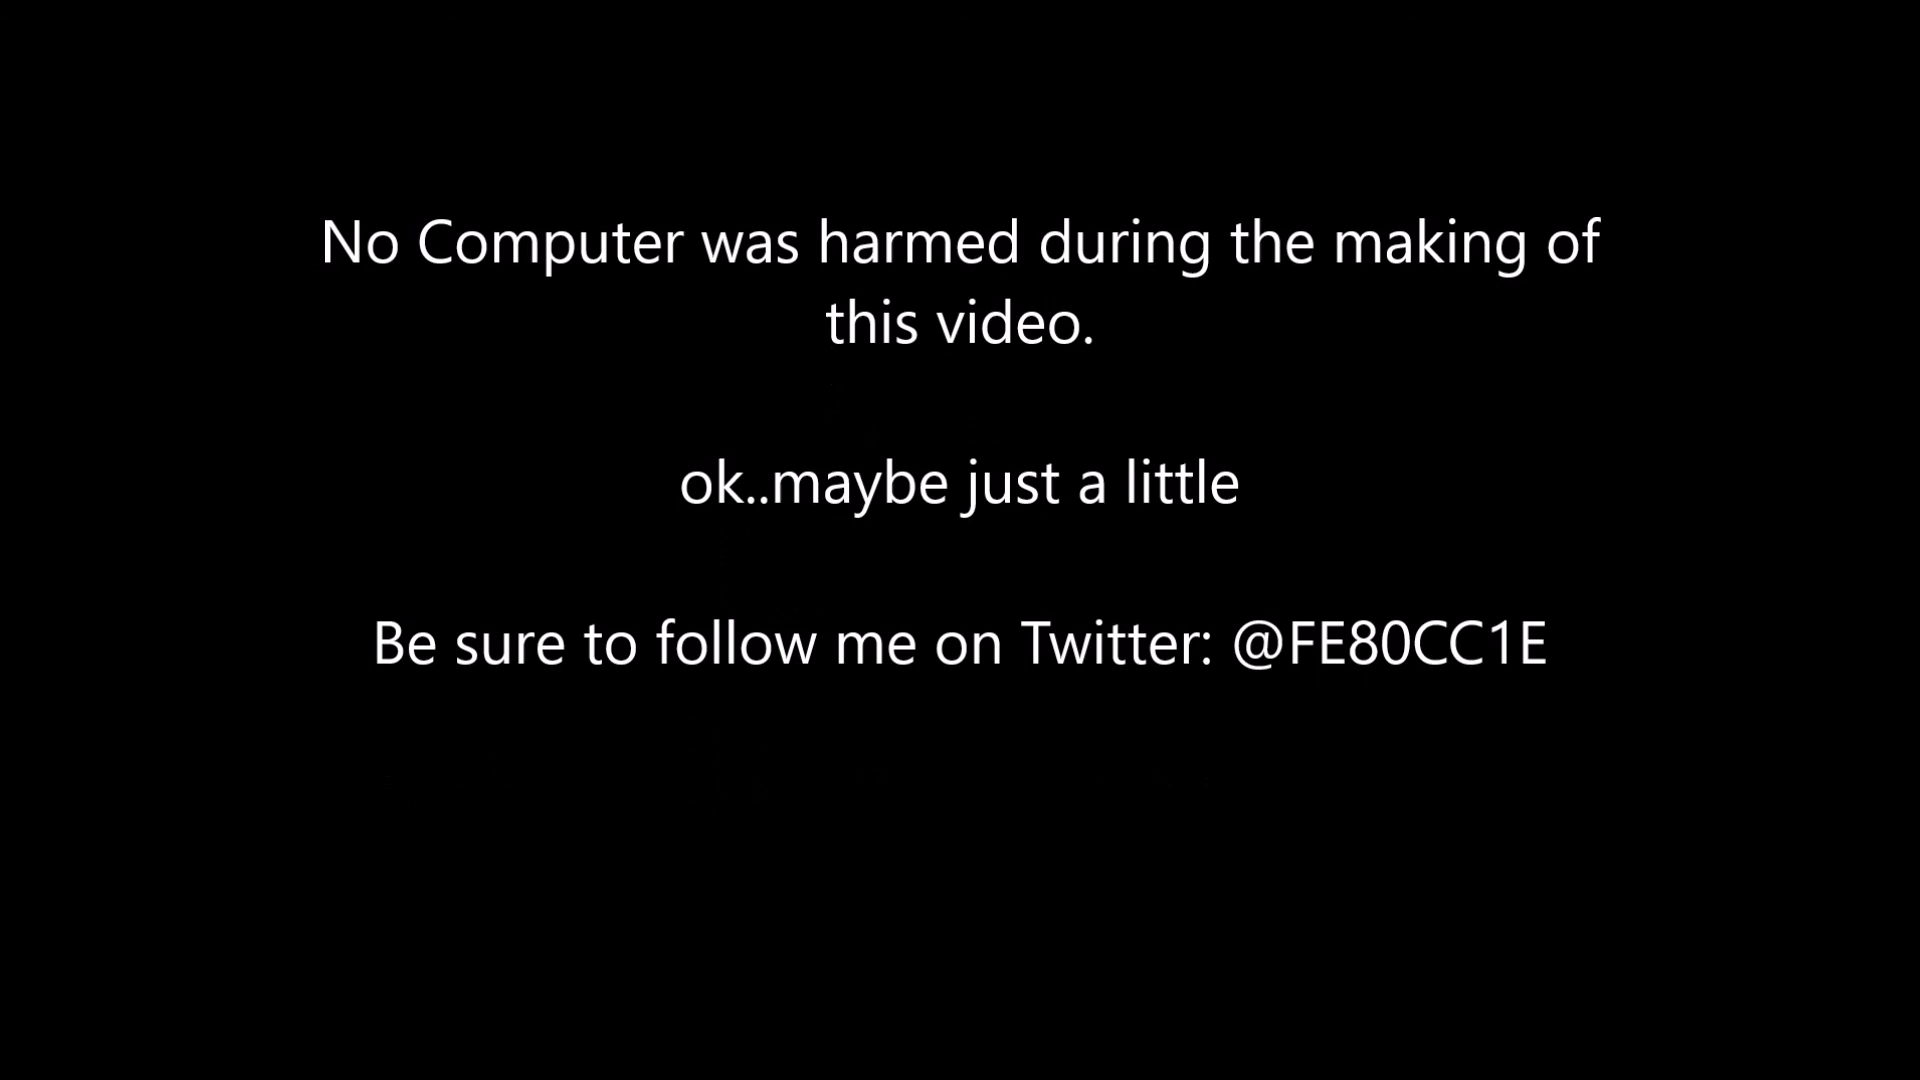 No Computer was harmed during the making of
this video.
ok..maybe just a little
Be sure to follow me on Twitter: @FE80CC1E